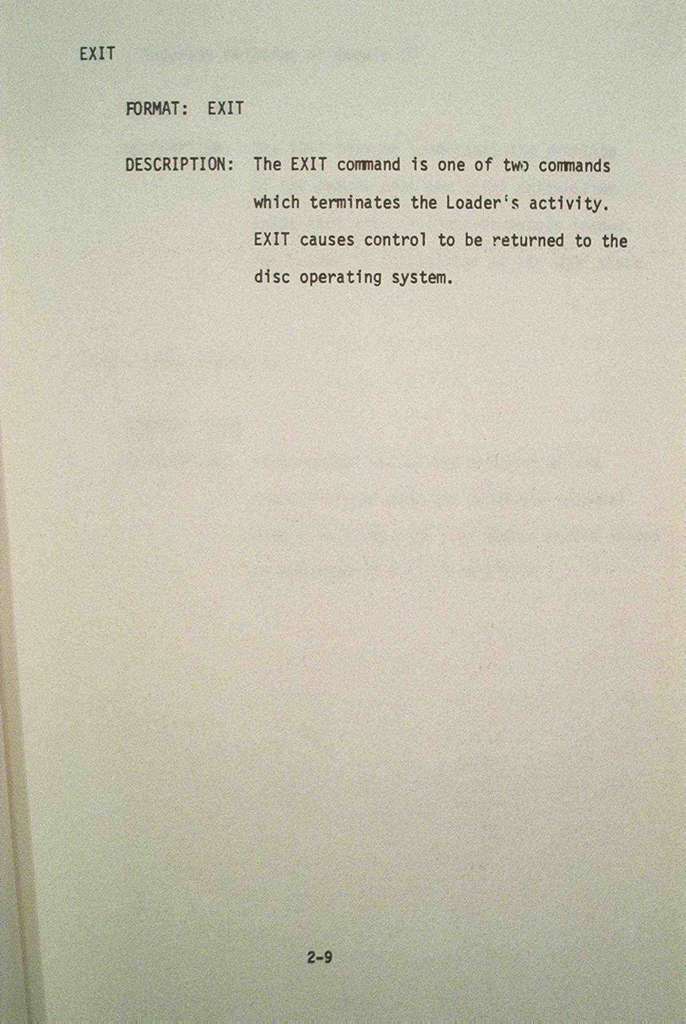 EXIT
FORMAT: EXIT
DESCRIPTION: The EXIT command is one of two commands
which terminates the Loader's activity.
EXIT causes control to be returned to the
disc operating system.
2-9